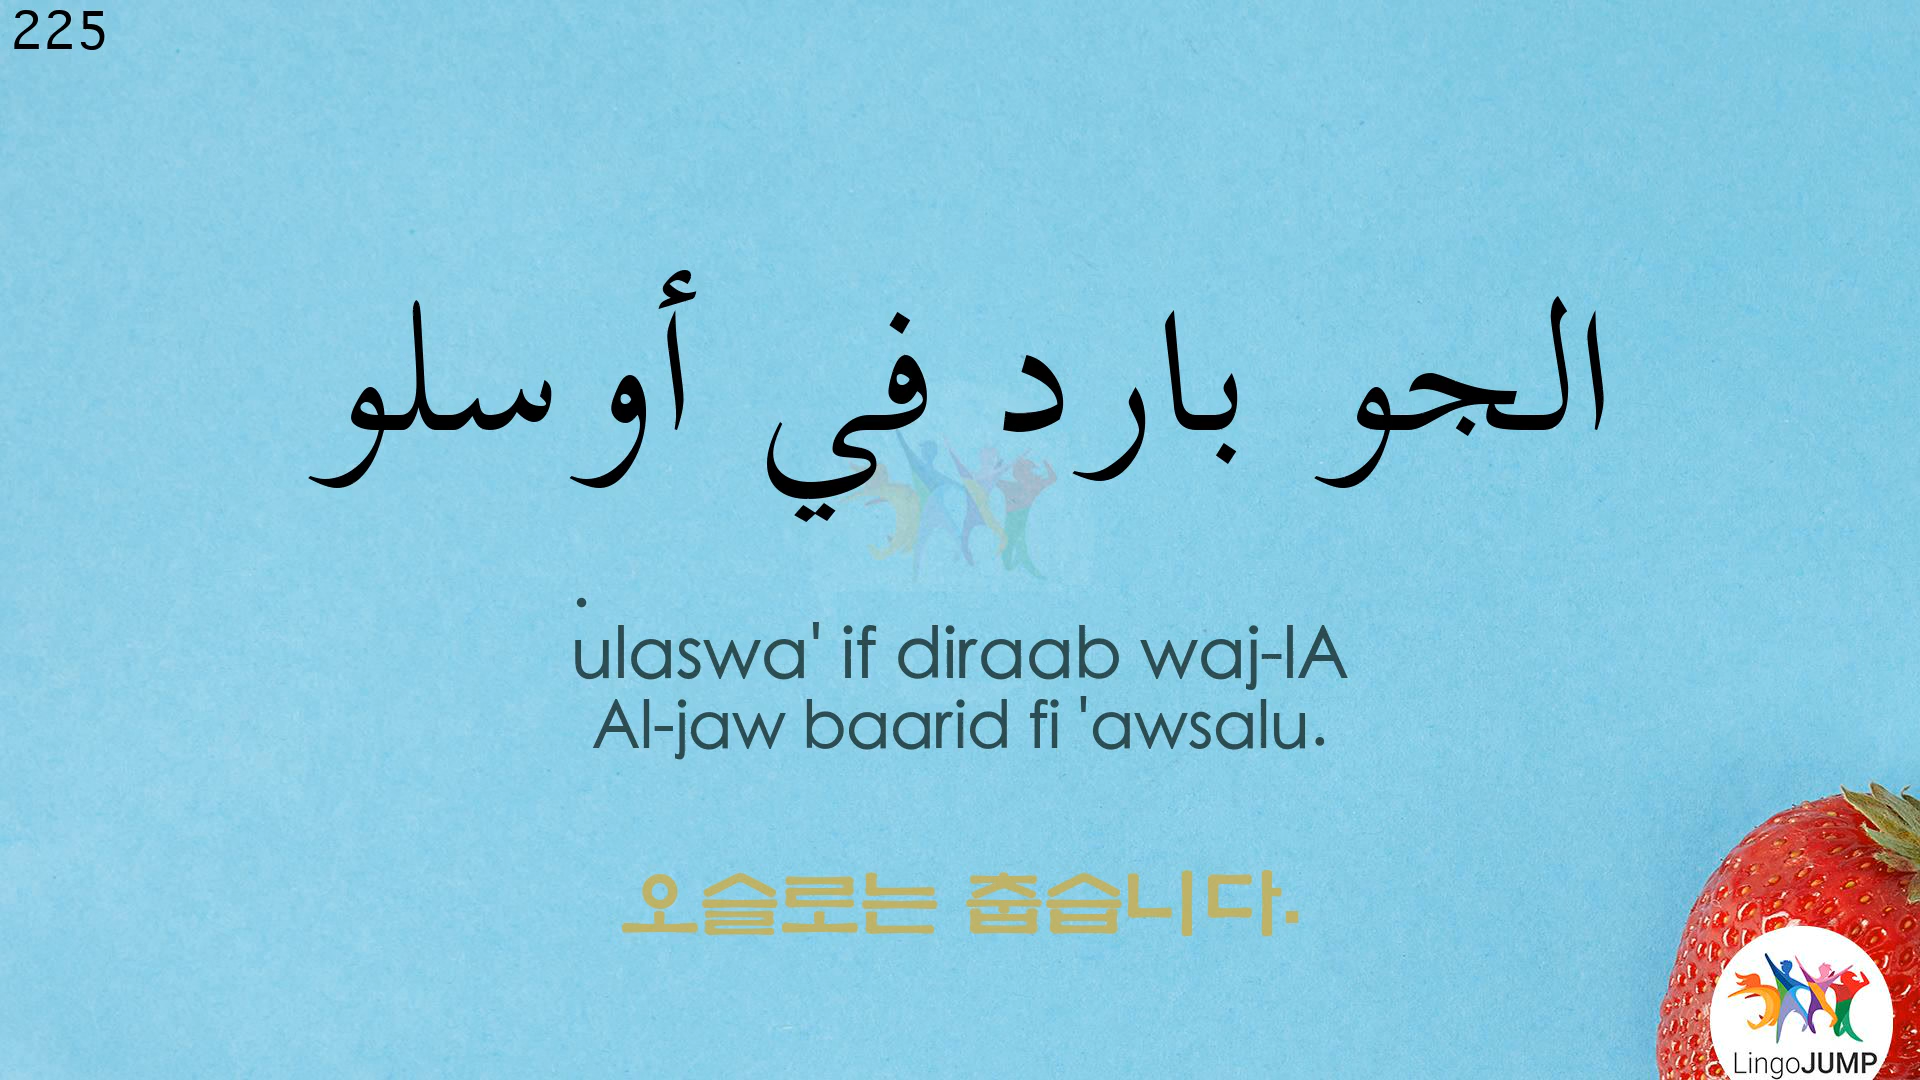 225
الجو بارد في أوسلو
.
ulaswa' if diraab waj-lA
Al-jaw baarid fi 'awsalu.
오슬로는 춥습니다.
LingoJUMP